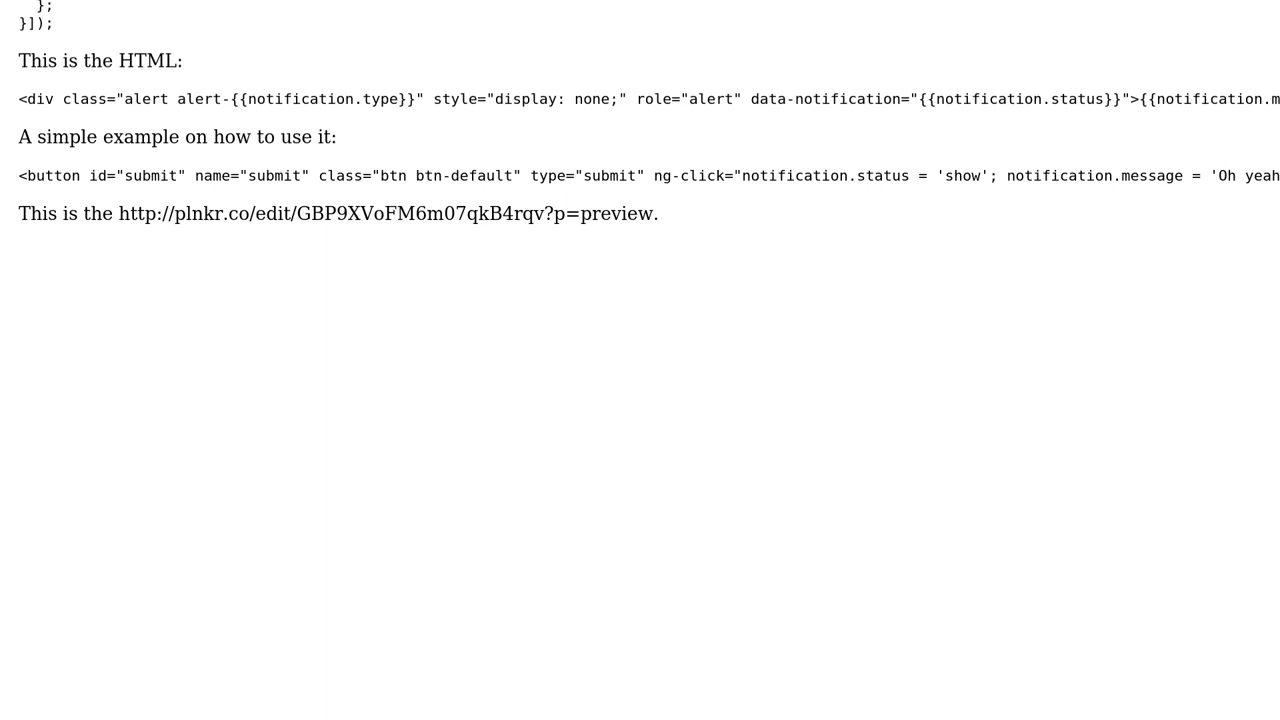 };
}]);
This is the HTML:
<div class="alert alert-{{notification.type}}" style="display: none;" role="alert" data-notification="{{notification.status}}">{{notification.m
A simple example on how to use it:
<button id="submit" name="submit" class="btn btn-default" type="submit" ng-click="notification.status = 'show'; notification.message = 'Oh yeah
This is the http://plnkr.co/edit/GBP9XVoFM6m07qkB4rqv?p=preview.